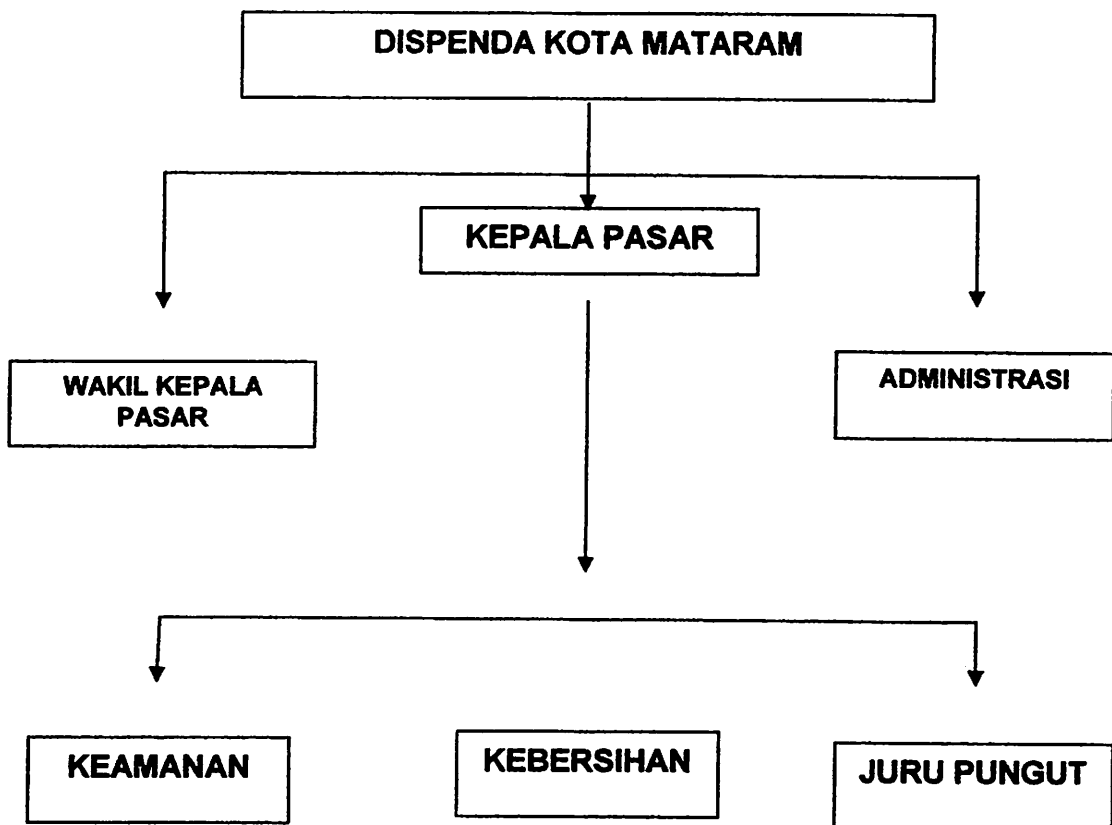 DISPENDA KOTA MATARAM
KEPALA PASAR
WAKIL KEPALA
PASAR
ADMINISTRASI
KEAMANAN
KEBERSIHAN
JURU PUNGUT